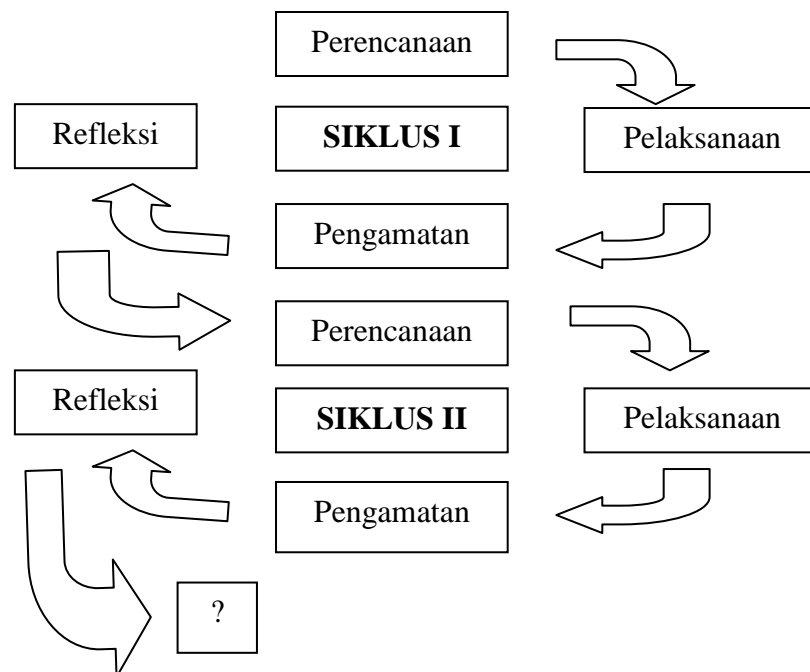 Perencanaan
Refleksi
SIKLUS I
Pelaksanaan
Pengamatan
Perencanaan
Refleksi
SIKLUS II
Pelaksanaan
Pengamatan
?